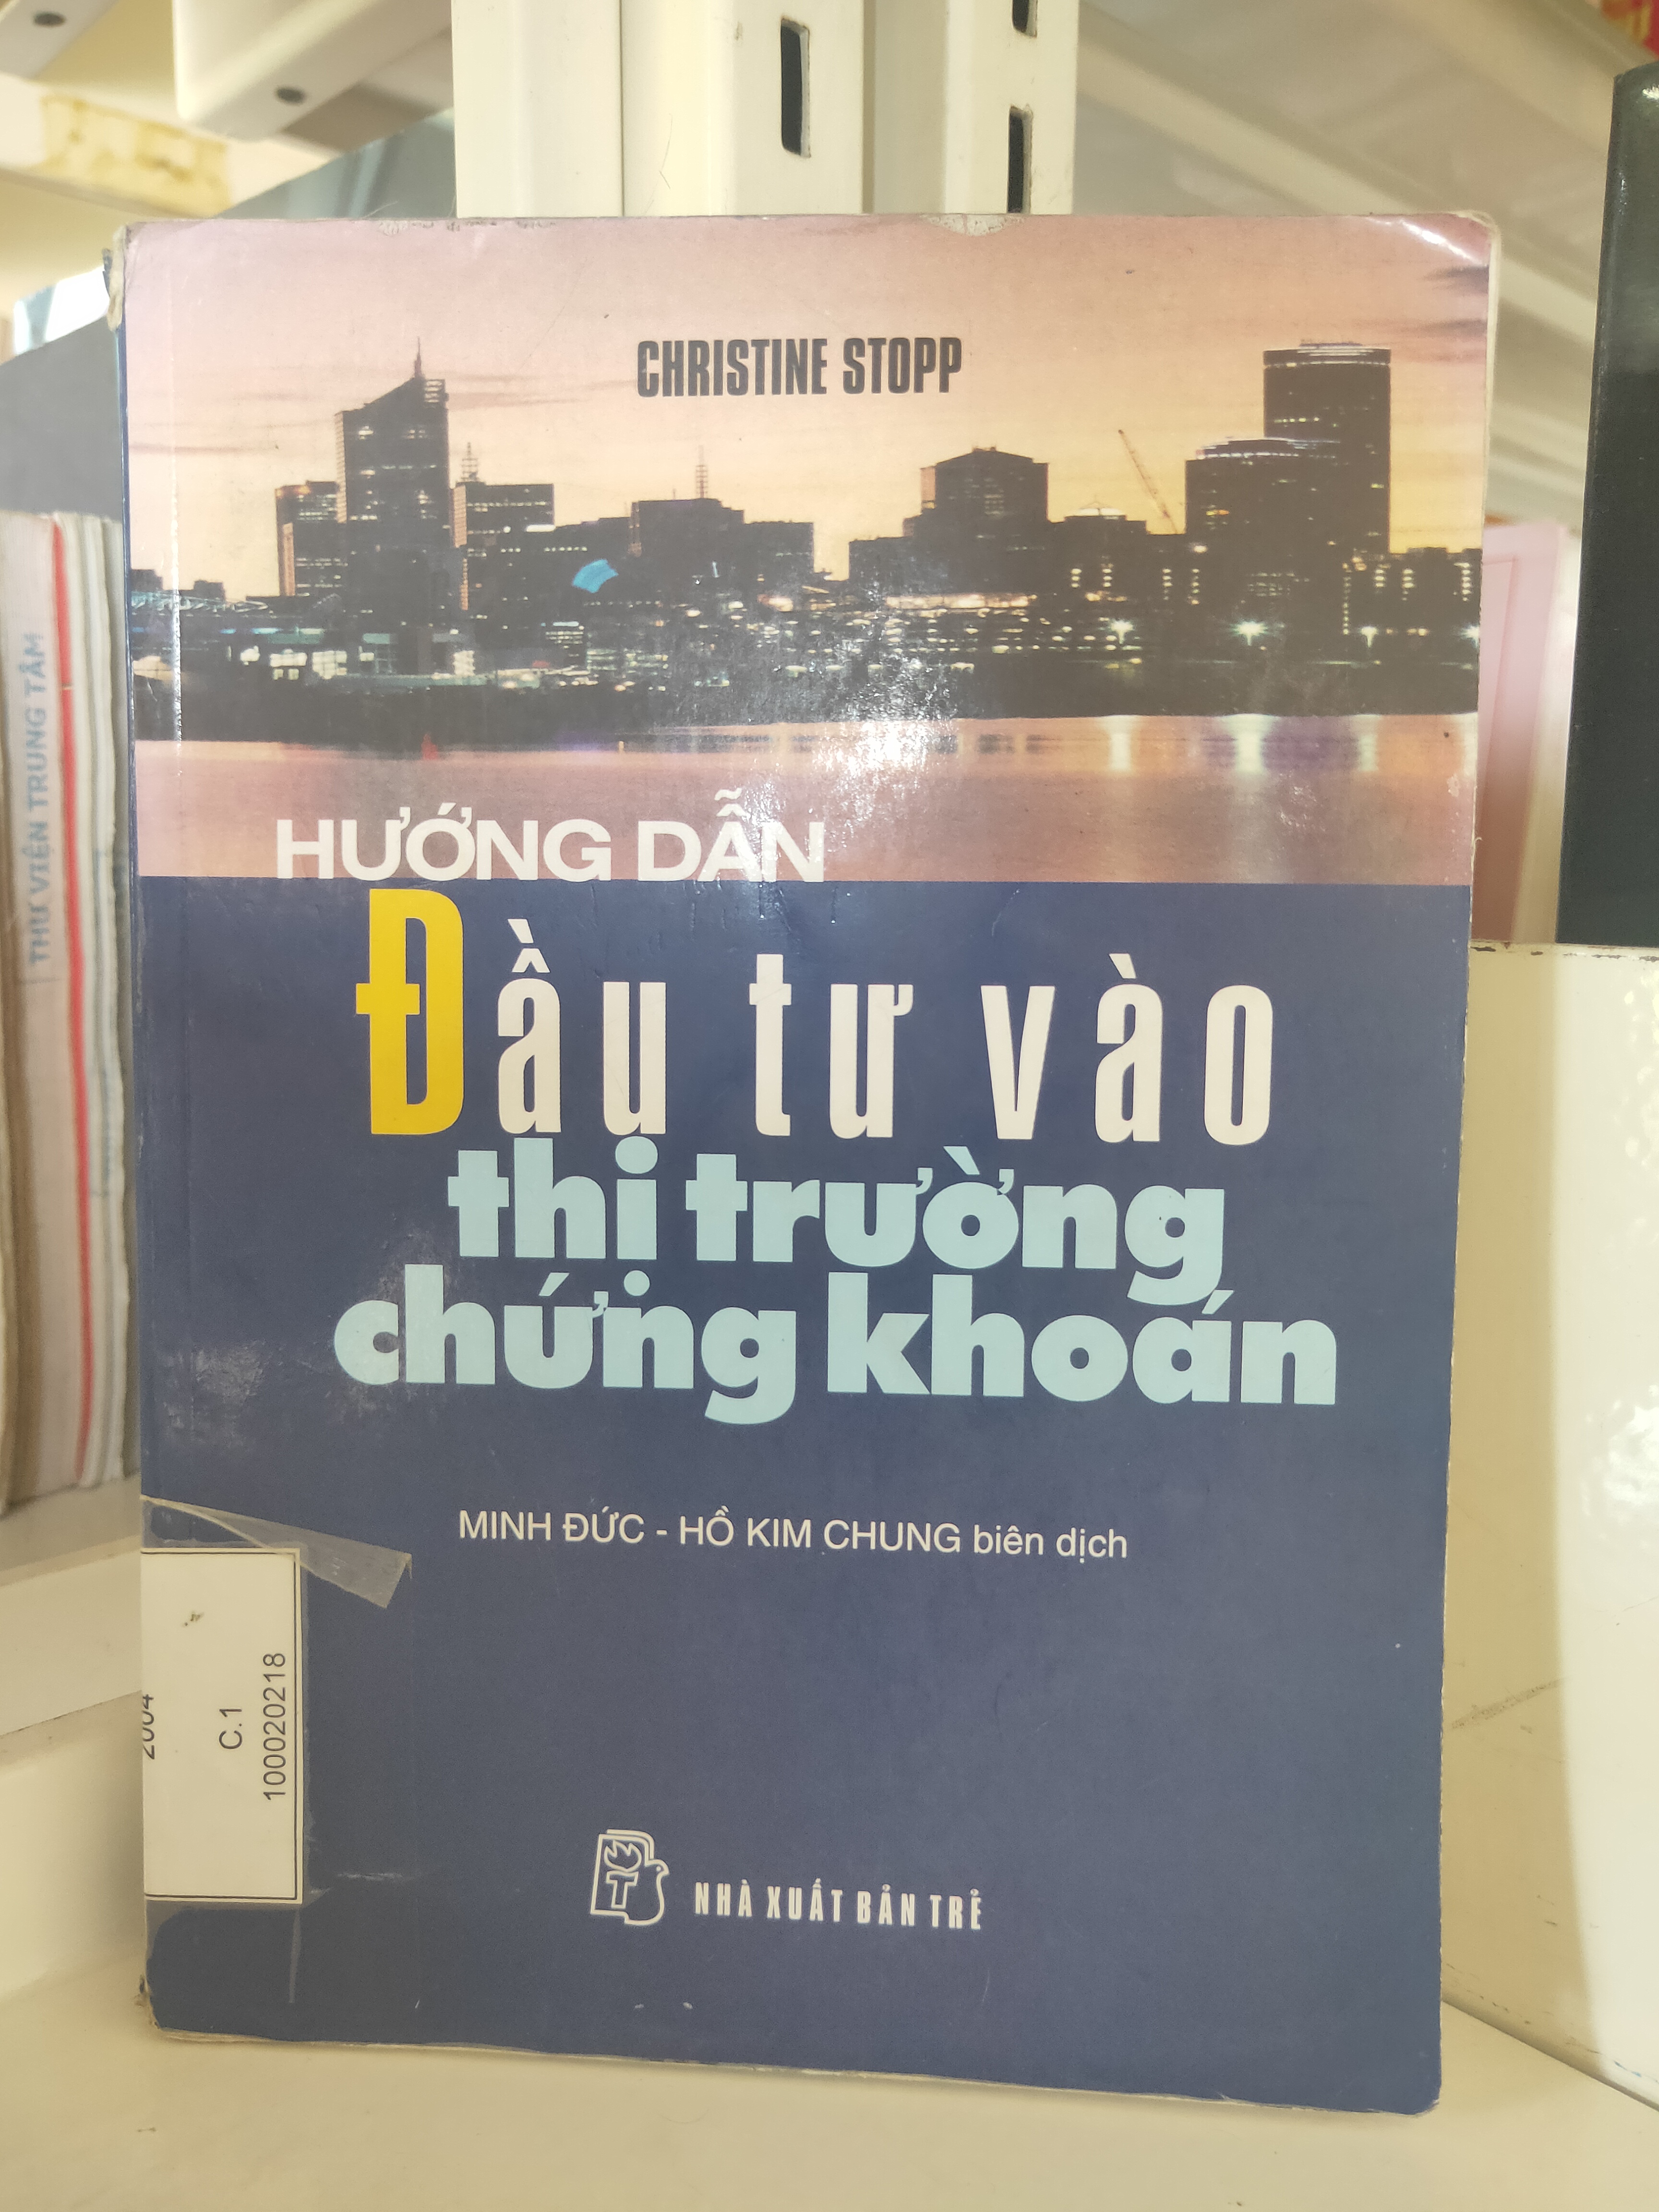 CHRISTINE STOPP
HƯỚNG DẪN
Đầu tư vào
thị trường
chứng khoán
MINH ĐỨC - HỒ KIM CHUNG biên dịch
2004
C.1
10020218
NHÀ XUẤT BẢN TRẺ
THƯ VIỆN TRUNG TÂM